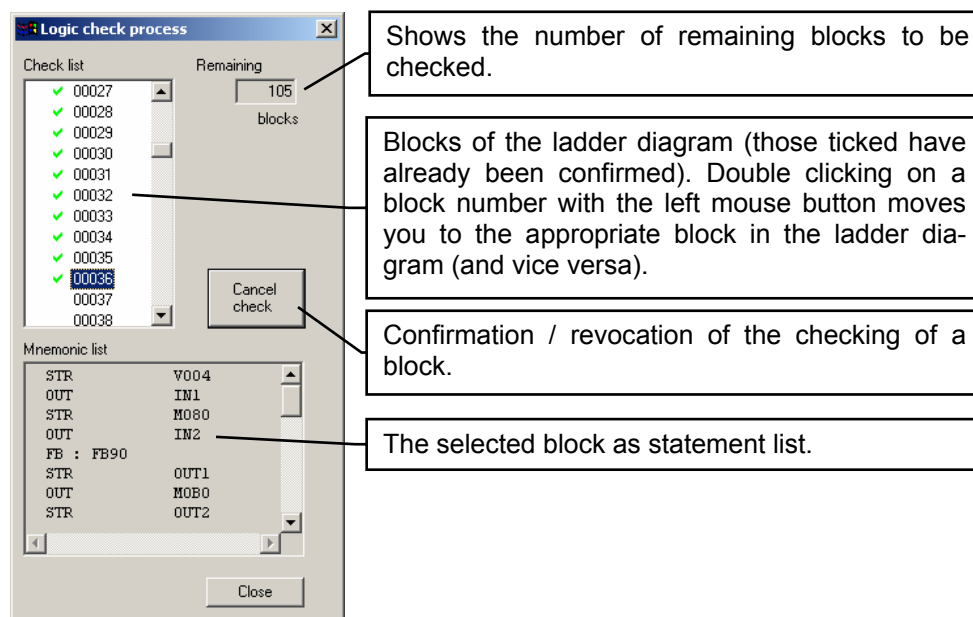 Logic check process
Check list
Remaining
00027
00028
00029
00030
00031
00032
00033
00034
00035
00036
00037
00038
105
blocks
Cancel
check
Mnemonic list
STR V004
OUT IN1
STR M080
OUT IN2
FB : FB90
STR OUT1
OUT M0B0
STR OUT2
Close
Shows the number of remaining blocks to be
checked.
Blocks of the ladder diagram (those ticked have
already been confirmed). Double clicking on a
block number with the left mouse button moves
you to the appropriate block in the ladder dia-
gram (and vice versa).
Confirmation / revocation of the checking of a
block.
The selected block as statement list.